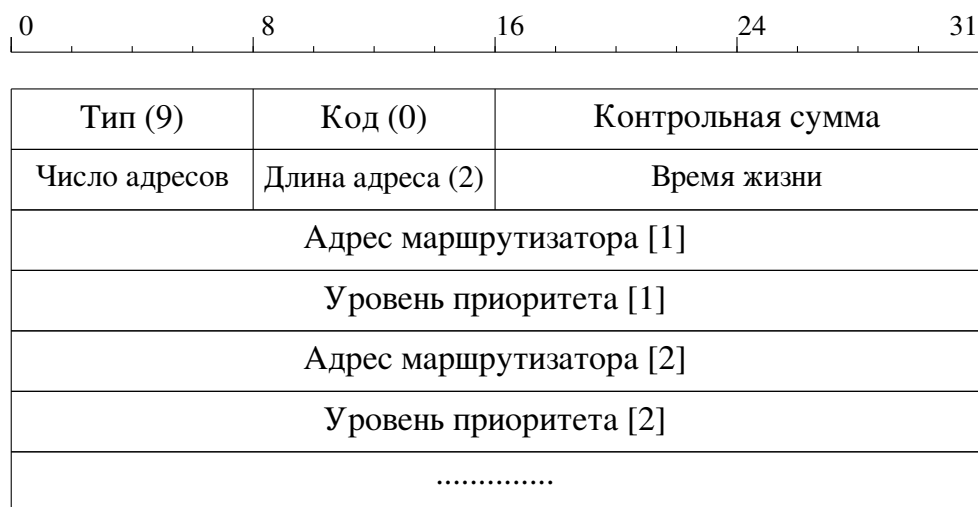 0 8 16 24 31
Тип (9) Код (0) Контрольная сумма
Число адресов Длина адреса (2) Время жизни
Адрес маршрутизатора [1]
Уровень приоритета [1]
Адрес маршрутизатора [2]
Уровень приоритета [2]
..............